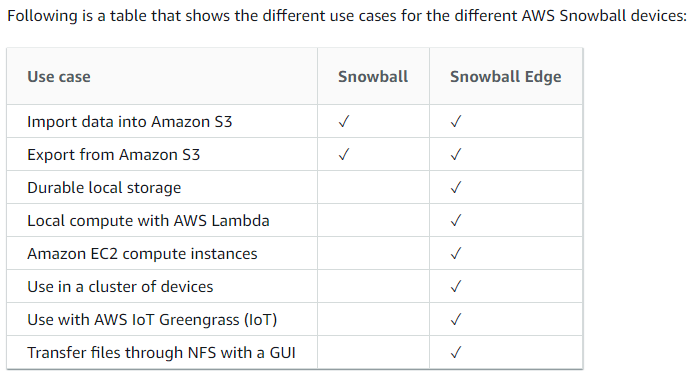 Following is a table that shows the different use cases for the different AWS Snowball devices:
Use case Snowball Snowball Edge
Import data into Amazon S3 ✓ ✓
Export from Amazon S3 ✓ ✓
Durable local storage ✓
Local compute with AWS Lambda ✓
Amazon EC2 compute instances ✓
Use in a cluster of devices ✓
Use with AWS IoT Greengrass (IoT) ✓
Transfer files through NFS with a GUI ✓